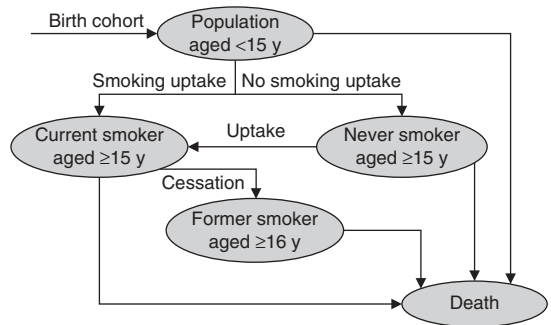 Birth cohort
Population
aged <15 y
Smoking uptake
No smoking uptake
Current smoker
aged ≥15 y
Uptake
Never smoker
aged ≥15 y
Cessation
Former smoker
aged ≥16 y
Death